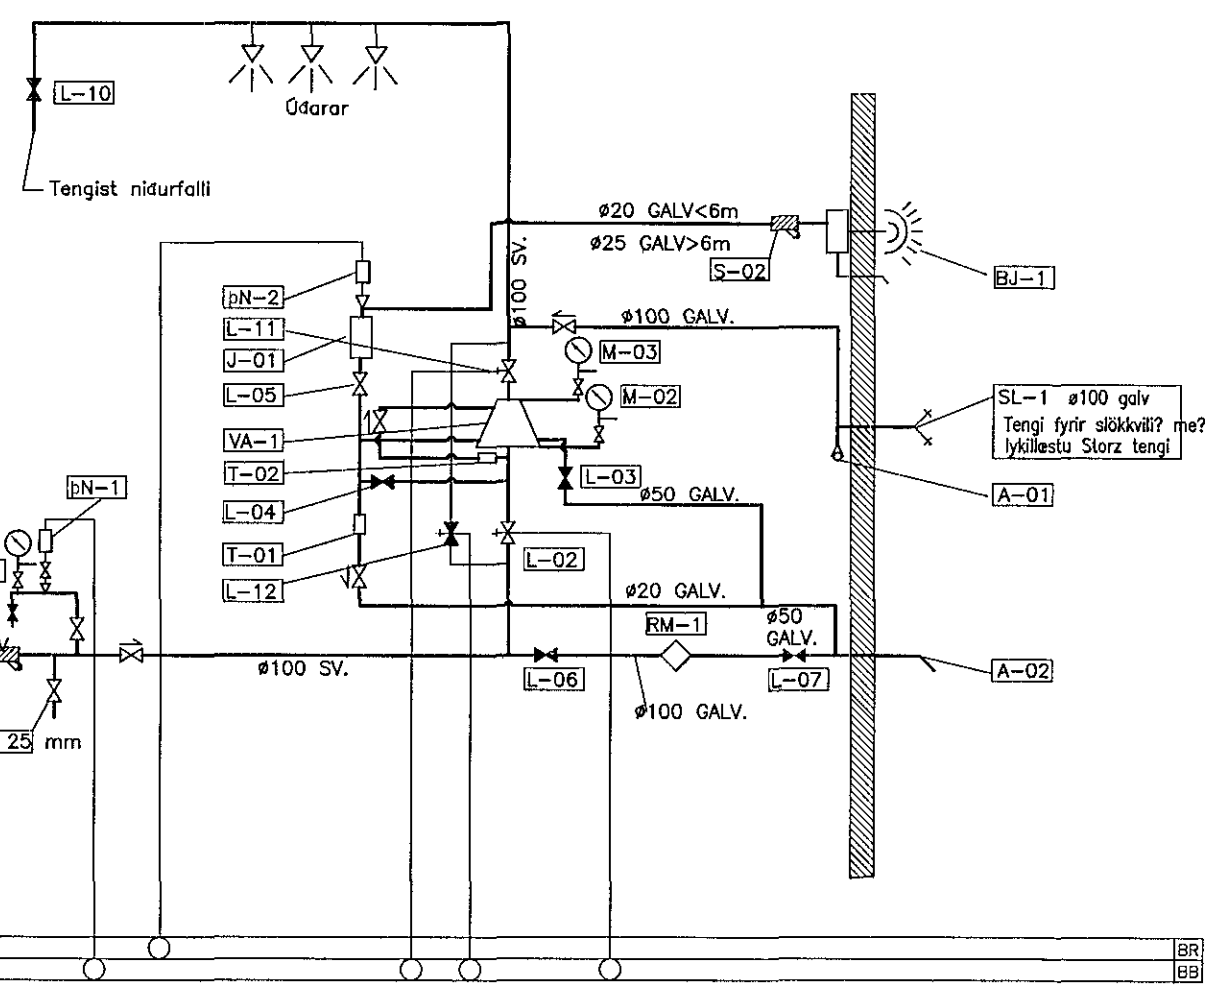 L-10
Úðarar
Tengist niðurfalli
ø20 GALV<6m
ø25 GALV>6m
S-02
BJ-1
ø100 SV.
þN-2
L-11
J-01
L-05
VA-1
T-02
L-04
T-01
L-12
ø100 GALV.
M-03
M-02
L-03
ø50 GALV.
L-02
SL-1 ø100 galv
Tengi fyrir slökkvili? me?
lykillæstu Storz tengi
A-01
þN-1
ø20 GALV.
RM-1
ø50
GALV.
ø100 SV.
L-06
L-07
A-02
ø100 GALV.
25 mm
BR
BB